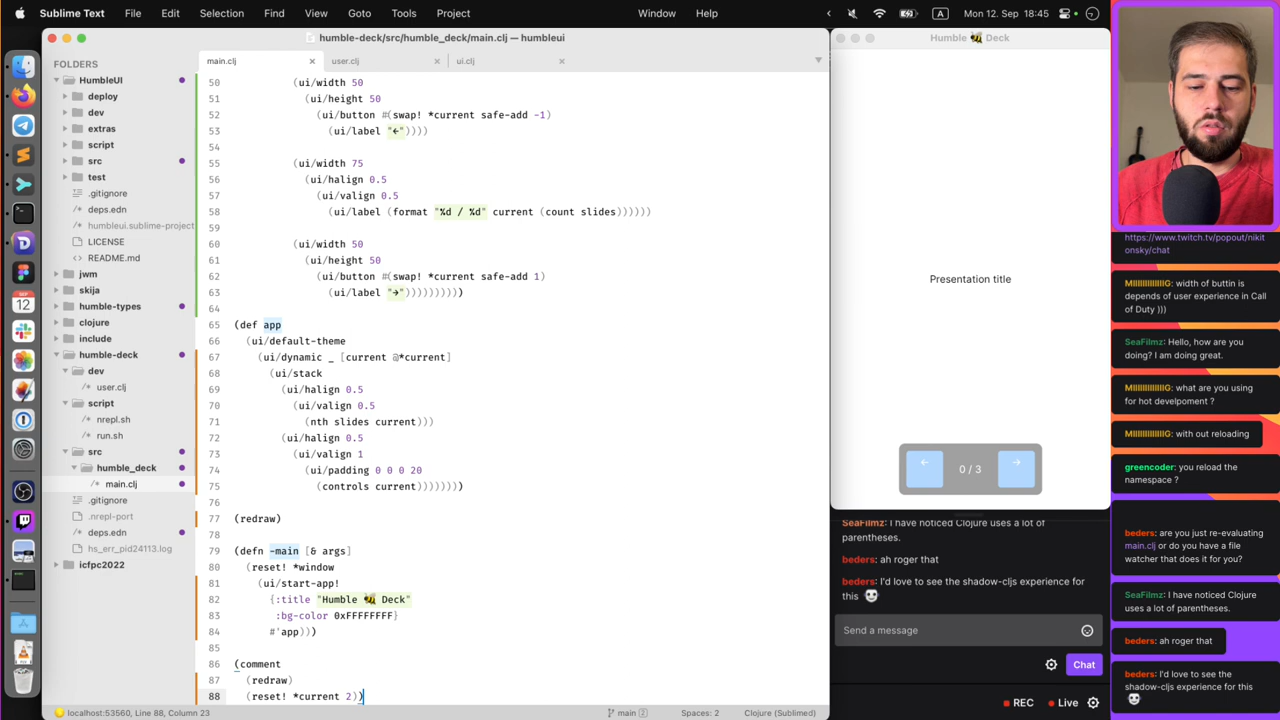 Sublime Text File Edit Selection Find View Goto Tools Project Window Help
A Mon 12. Sep 18:45
humble-deck/src/humble_deck/main.clj — humbleui
main.clj × user.clj × ui.clj ×
FOLDERS
HumbleUI
deploy
dev
extras
script
src
test
.gitignore
deps.edn
humbleui.sublime-project
LICENSE
README.md
jwm
skija
humble-types
clojure
include
humble-deck
dev
user.clj
script
nrepl.sh
run.sh
src
humble_deck
main.clj
.gitignore
.nrepl-port
deps.edn
hs_err_pid24113.log
icfpc2022
SEP
12
50 (ui/width 50
51 (ui/height 50
52 (ui/button #(swap! *current safe-add -1)
53 (ui/label "←"))))
54
55 (ui/width 75
56 (ui/halign 0.5
57 (ui/valign 0.5
58 (ui/label (format "%d / %d" current (count slides))))))
59
60 (ui/width 50
61 (ui/height 50
62 (ui/button #(swap! *current safe-add 1)
63 (ui/label "→")))))))))
64
65 (def app
66 (ui/default-theme
67 (ui/dynamic _ [current @*current]
68 (ui/stack
69 (ui/halign 0.5
70 (ui/valign 0.5
71 (nth slides current)))
72 (ui/halign 0.5
73 (ui/valign 1
74 (ui/padding 0 0 0 20
75 (controls current)))))))
76
77 (redraw)
78
79 (defn -main [& args]
80 (reset! *window
81 (ui/start-app!
82 {:title "Humble 🐝 Deck"
83 :bg-color 0xFFFFFFFF}
84 #'app)))
85
86 (comment
87 (redraw)
88 (reset! *current 2))
localhost:53560, Line 88, Column 23
main 2
Spaces: 2
Clojure (Sublimed)
Humble 🐝 Deck
Presentation title
← 0 / 3 →
SeaFilmz: I have noticed Clojure uses a lot of
parentheses.
beders: ah roger that
beders: I'd love to see the shadow-cljs experience for
this
Send a message
Chat
REC
Live
https://www.twitch.tv/popout/nikit
onsky/chat
MIIIIIIIIIIIIG: width of buttin is
depends of user experience in Call
of Duty )))
SeaFilmz: Hello, how are you
doing? I am doing great.
MIIIIIIIIIIIIG: what are you using
for hot develpoment ?
MIIIIIIIIIIIIG: with out reloading
greencoder: you reload the
namespace ?
beders: are you just re-evaluating
main.clj or do you have a file
watcher that does it for you?
SeaFilmz: I have noticed Clojure
uses a lot of parentheses.
beders: ah roger that
beders: I'd love to see the
shadow-cljs experience for this